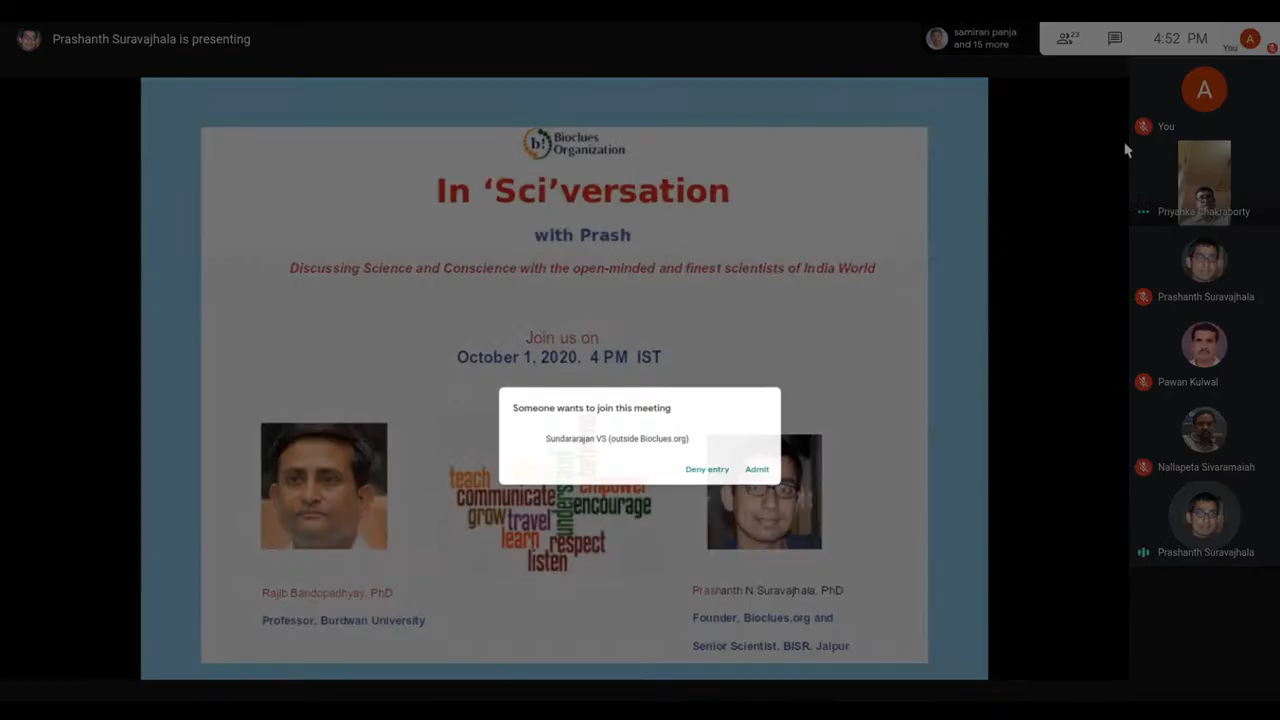 Prashanth Suravajhala is presenting
samiran panja
and 15 more
23
4:52 PM
You
A
A
You
Priyanka Chakraborty
Prashanth Suravajhala
Pawan Kulwal
Nallapeta Sivaramaiah
Prashanth Suravajhala
b!
Bioclues
Organization
In ‘Sci’versation
with Prash
Discussing Science and Conscience with the open-minded and finest scientists of India World
Join us on
October 1, 2020. 4 PM IST
Someone wants to join this meeting
Sundararajan VS (outside Bioclues.org)
Deny entry
Admit
teach
communicate
grow
travel
learn
listen
respect
understand
empower
encourage
Rajib Bandopadhyay, PhD
Professor, Burdwan University
Prashanth N Suravajhala, PhD
Founder, Bioclues.org and
Senior Scientist, BISR, Jaipur